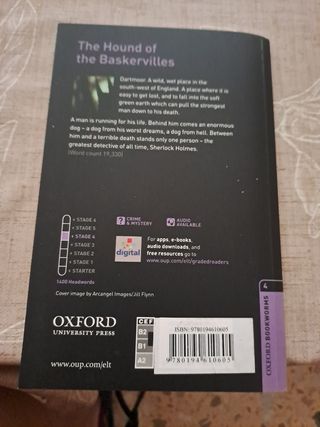 The Hound of
the Baskervilles
Dartmoor. A wild, wet place in the
south-west of England. A place where it is
easy to get lost, and to fall into the soft
green earth which can pull the strongest
man down to his death.
A man is running for his life. Behind him comes an enormous
dog – a dog from his worst dreams, a dog from hell. Between
him and a terrible death stands only one person – the
greatest detective of all time, Sherlock Holmes.
[Word count 19,330]
STAGE 6
STAGE 5
STAGE 4
STAGE 3
STAGE 2
STAGE 1
STARTER
1400 Headwords
? CRIME & MYSTERY
AUDIO AVAILABLE
digital
For apps, e-books,
audio downloads, and
free resources go to
www.oup.com/elt/gradedreaders
Cover image by Arcangel Images/Jill Flynn
OXFORD
UNIVERSITY PRESS
www.oup.com/elt
CEF
B2
B1
A2
ISBN: 9780194610605
9 780194 610605
4
OXFORD BOOKWORMS